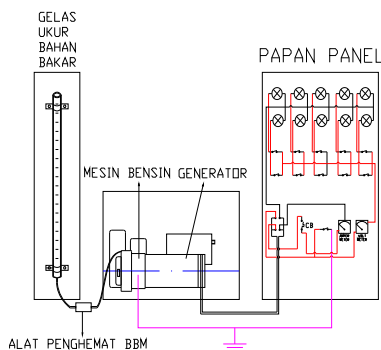 GELAS
UKUR
BAHAN
BAKAR
PAPAN PANEL
MESIN BENSIN GENERATOR
CB
ALAT PENGHEMAT BBM